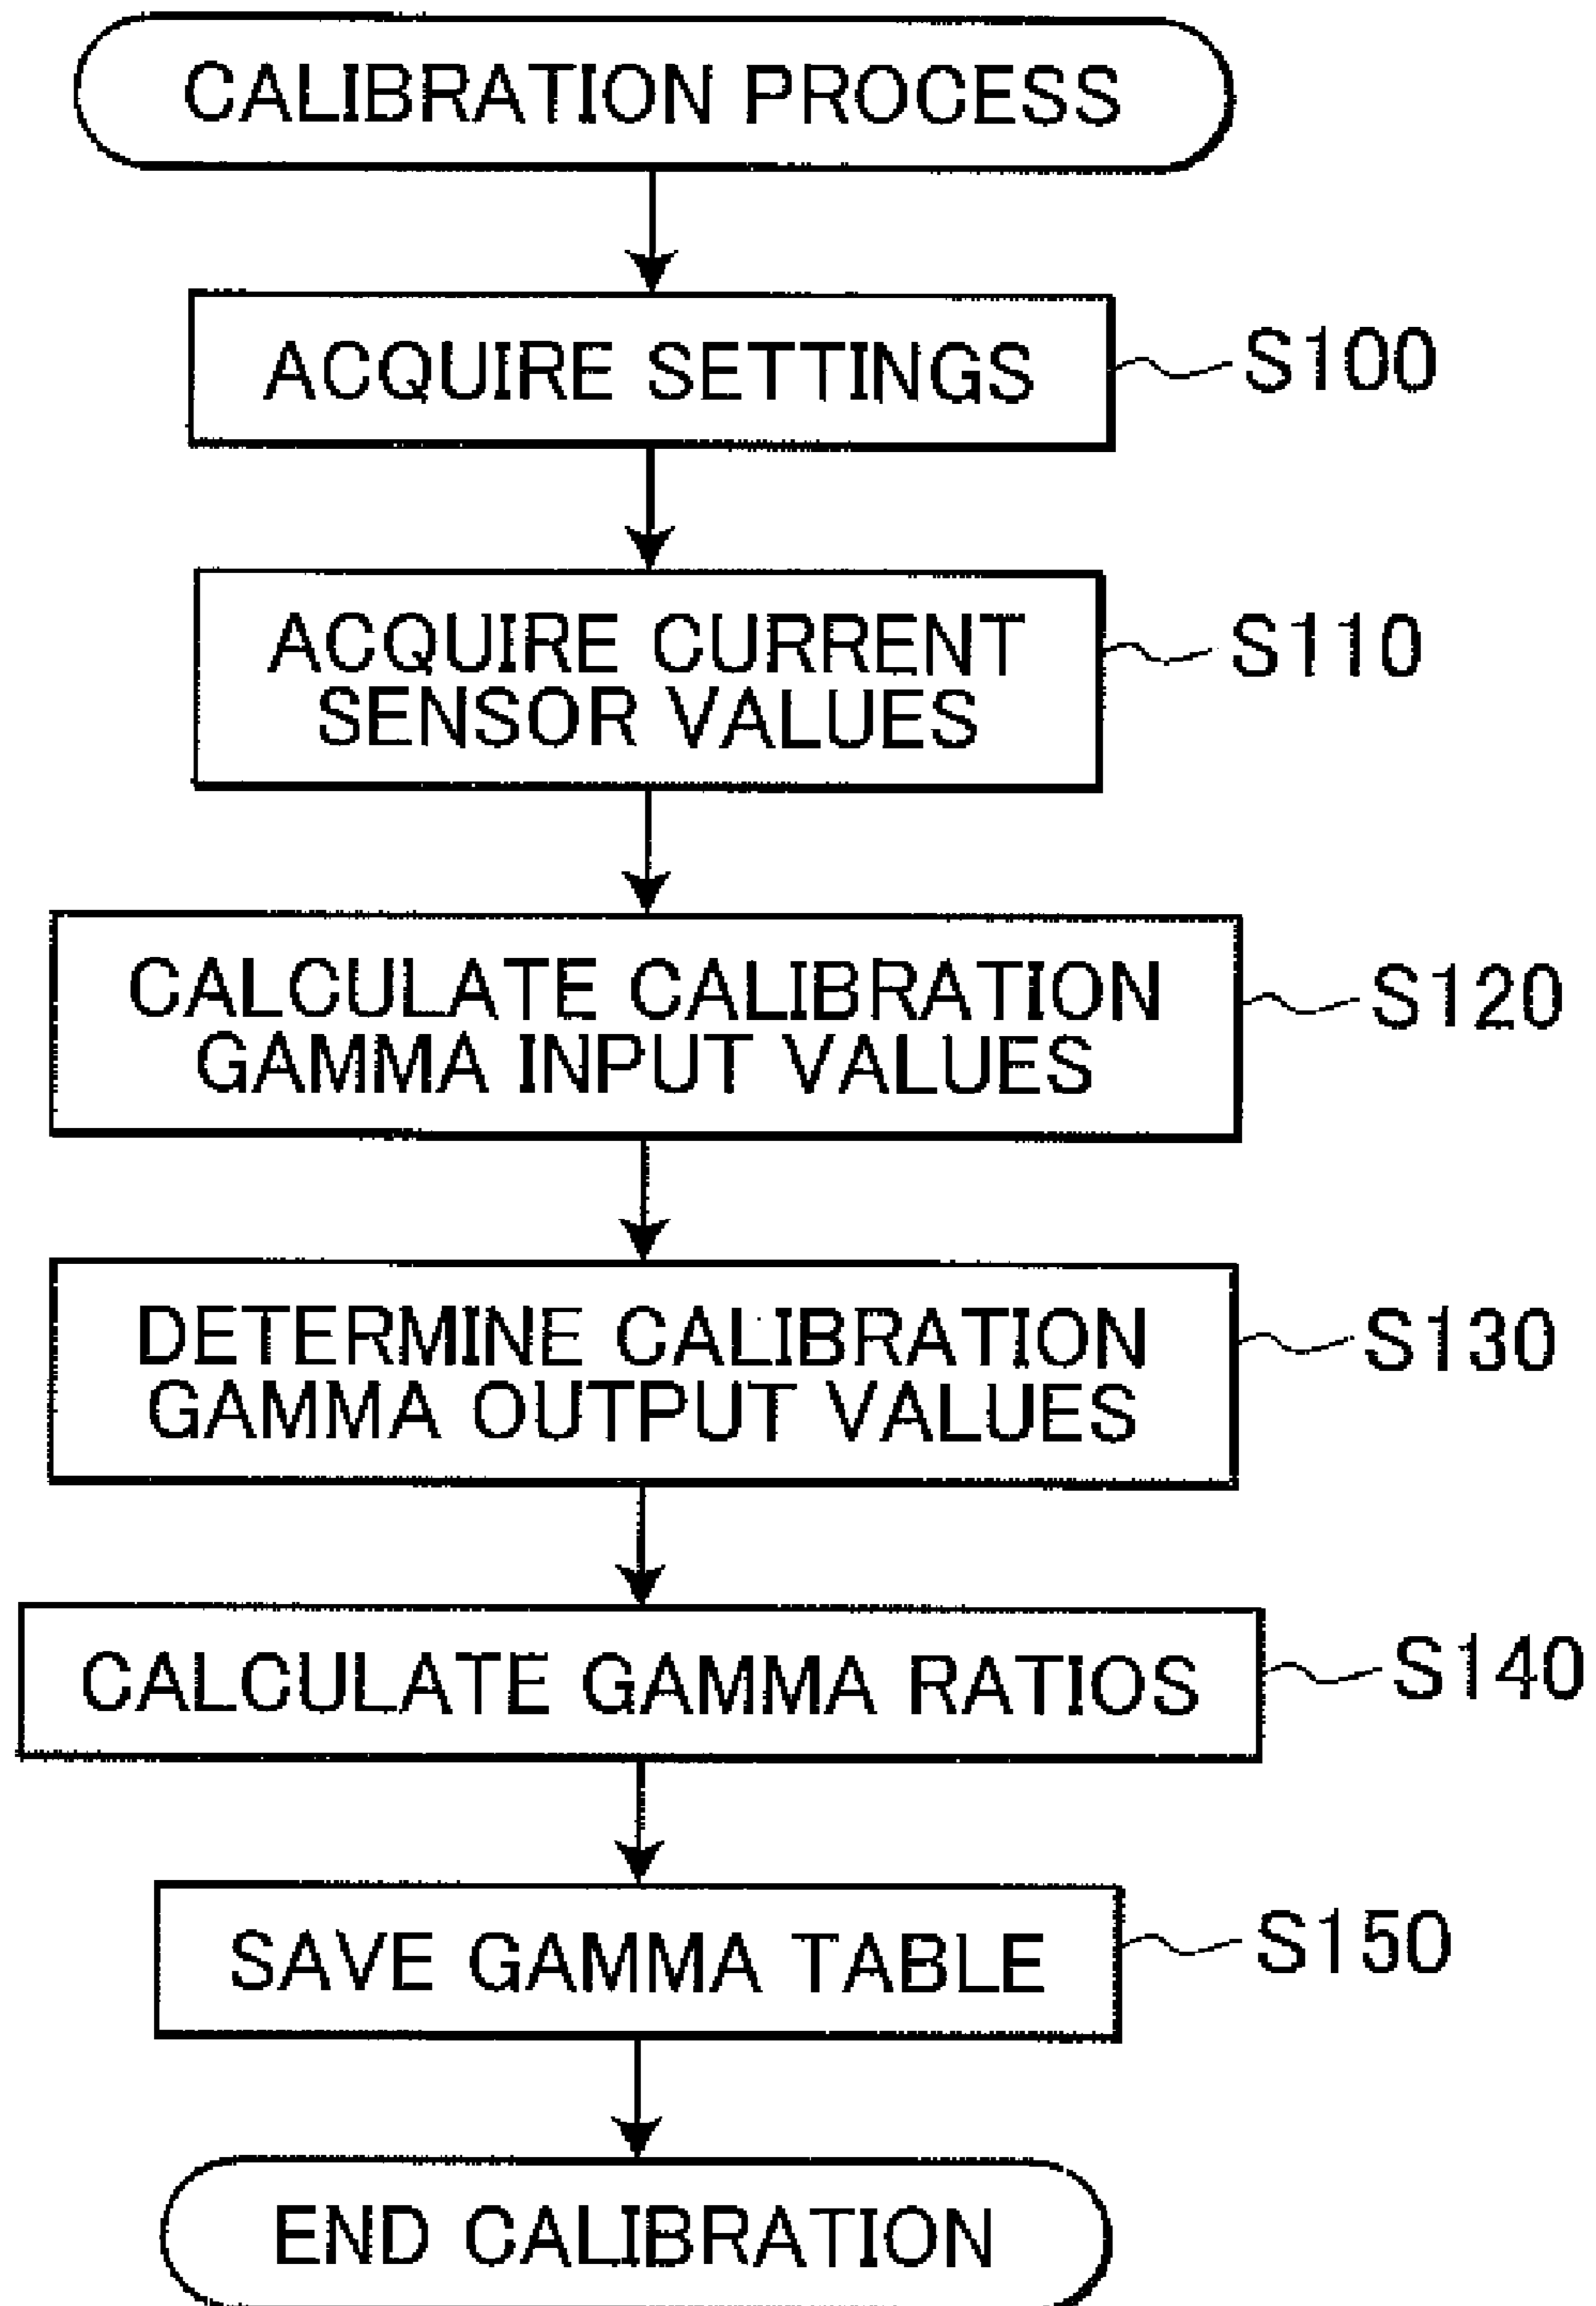 CALIBRATION PROCESS
ACQUIRE SETTINGS
S100
ACQUIRE CURRENT
SENSOR VALUES
S110
CALCULATE CALIBRATION
GAMMA INPUT VALUES
S120
DETERMINE CALIBRATION
GAMMA OUTPUT VALUES
S130
CALCULATE GAMMA RATIOS
S140
SAVE GAMMA TABLE
S150
END CALIBRATION